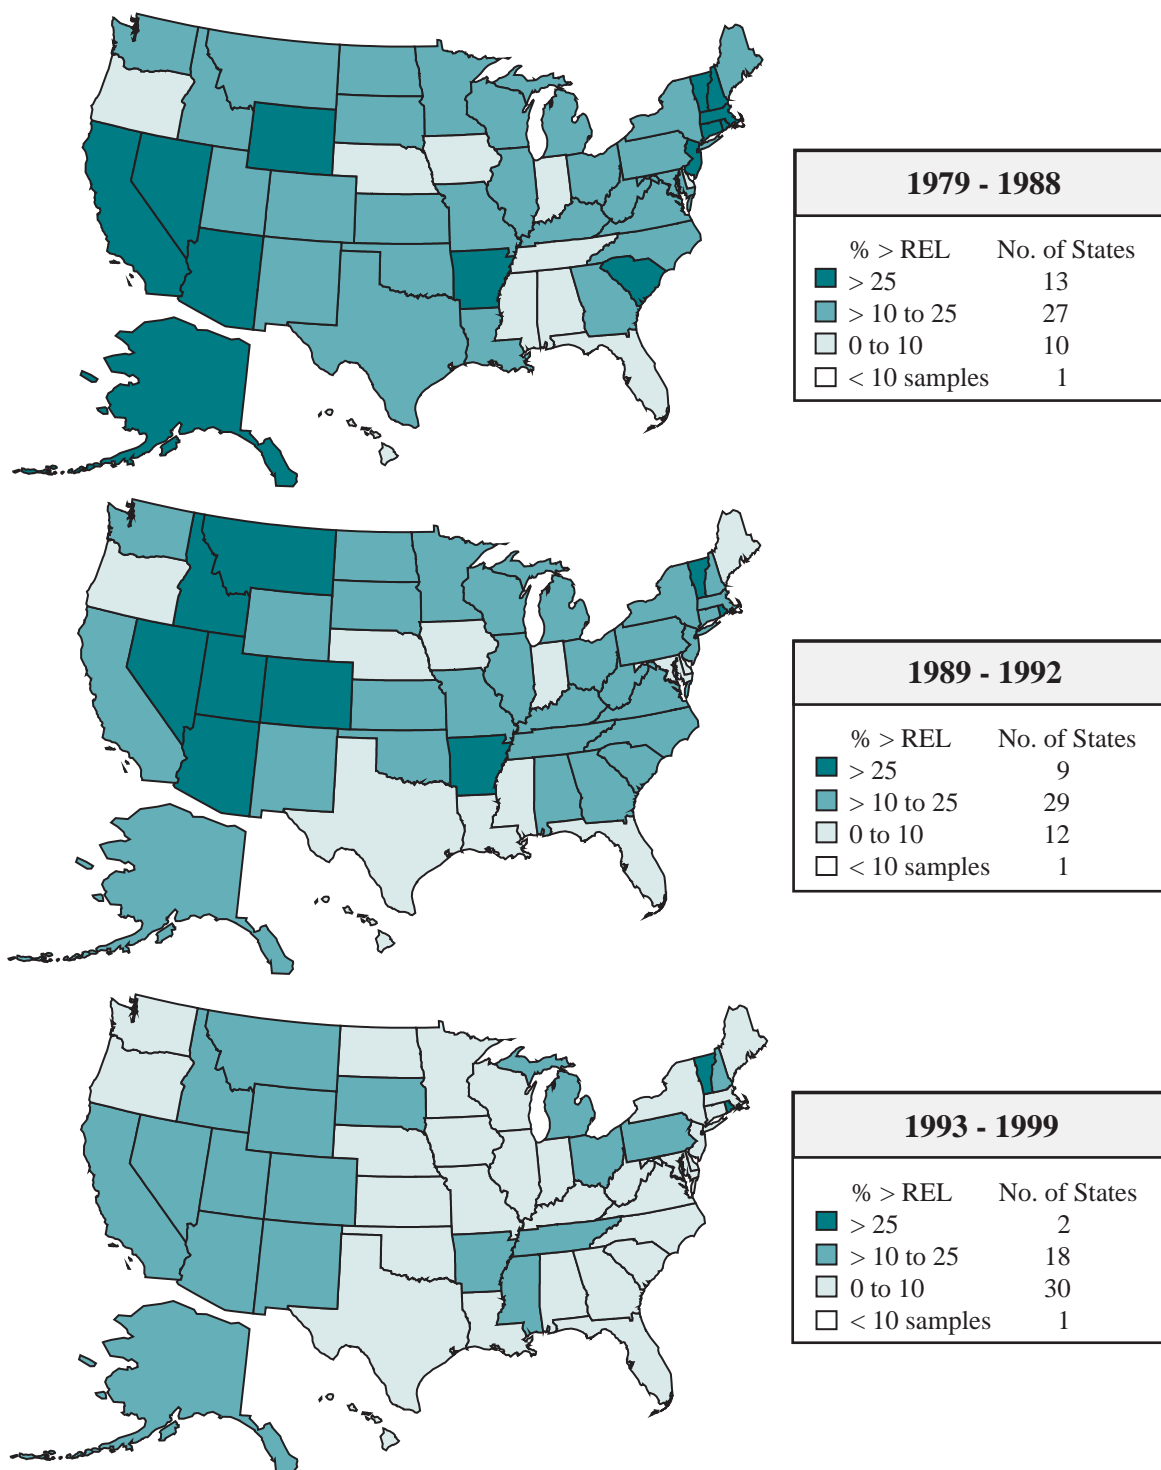 1979 - 1988
% > REL No. of States
> 25 13
> 10 to 25 27
0 to 10 10
< 10 samples 1
1989 - 1992
% > REL No. of States
> 25 9
> 10 to 25 29
0 to 10 12
< 10 samples 1
1993 - 1999
% > REL No. of States
> 25 2
> 10 to 25 18
0 to 10 30
< 10 samples 1